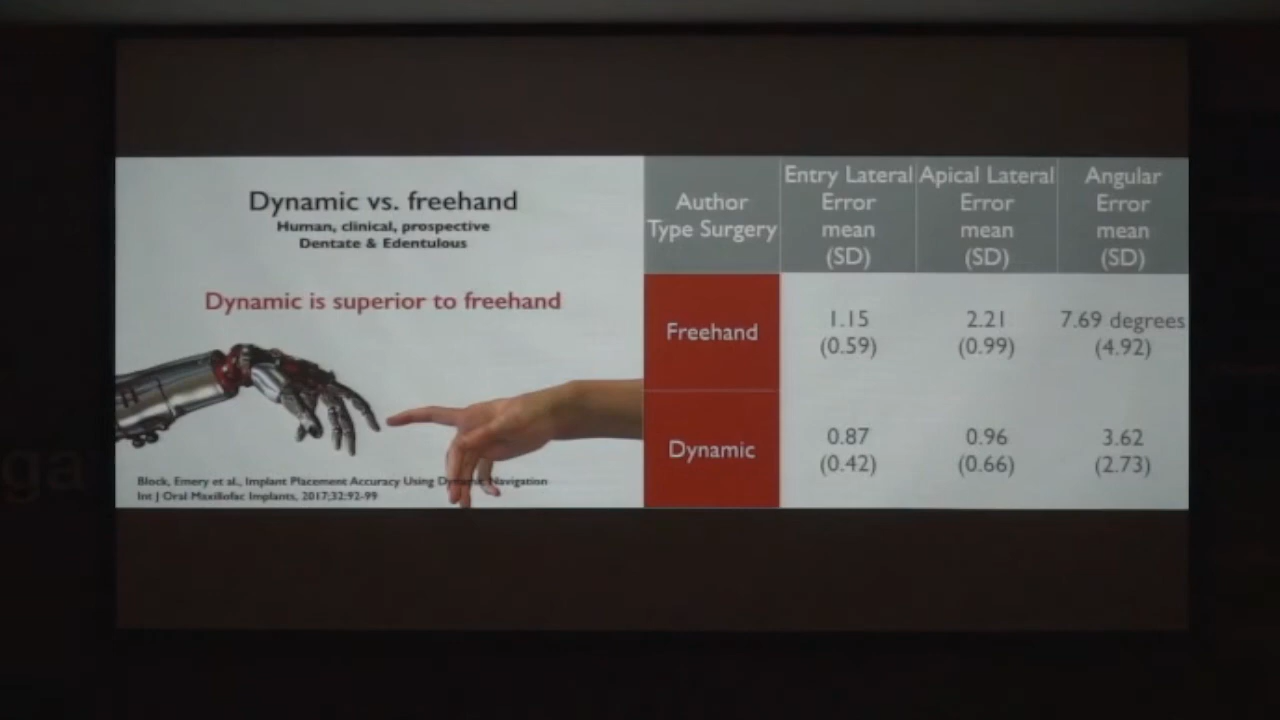 Dynamic vs. freehand
Human, clinical, prospective
Dentate & Edentulous
Dynamic is superior to freehand
Block, Emery et al., Implant Placement Accuracy Using Dynamic Navigation
Int J Oral Maxillofac Implants, 2017;32:92-99
Author
Type Surgery
Entry Lateral
Error
mean
(SD)
Apical Lateral
Error
mean
(SD)
Angular
Error
mean
(SD)
Freehand
1.15
(0.59)
2.21
(0.99)
7.69 degrees
(4.92)
Dynamic
0.87
(0.42)
0.96
(0.66)
3.62
(2.73)
ga